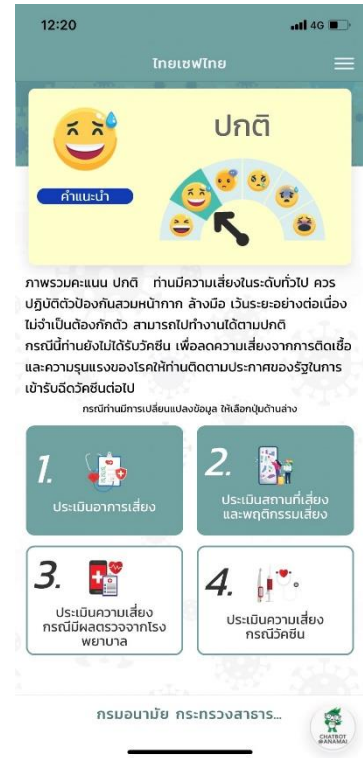 12:20
4G
ไทยเซฟไทย
ปกติ
คำแนะนำ
ภาพรวมคะแนน ปกติ ท่านมีความเสี่ยงในระดับทั่วไป ควร
ปฏิบัติตัวป้องกันสวมหน้ากาก ล้างมือ เว้นระยะอย่างต่อเนื่อง
ไม่จำเป็นต้องกักตัว สามารถไปทำงานได้ตามปกติ
กรณีนี้ท่านยังไม่ได้รับวัคซีน เพื่อลดความเสี่ยงจากการติดเชื้อ
และความรุนแรงของโรคให้ท่านติดตามประกาศของรัฐในการ
เข้ารับฉีดวัคซีนต่อไป
กรณีท่านมีการเปลี่ยนแปลงข้อมูล ให้เลือกปุ่มด้านล่าง
1.
ประเมินอาการเสี่ยง
2.
ประเมินสถานที่เสี่ยง
และพฤติกรรมเสี่ยง
3.
ประเมินความเสี่ยง
กรณีมีผลตรวจจากโรง
พยาบาล
4.
ประเมินความเสี่ยง
กรณีวัคซีน
กรมอนามัย กระทรวงสาธาร...
CHATBOT
@ANAMAI